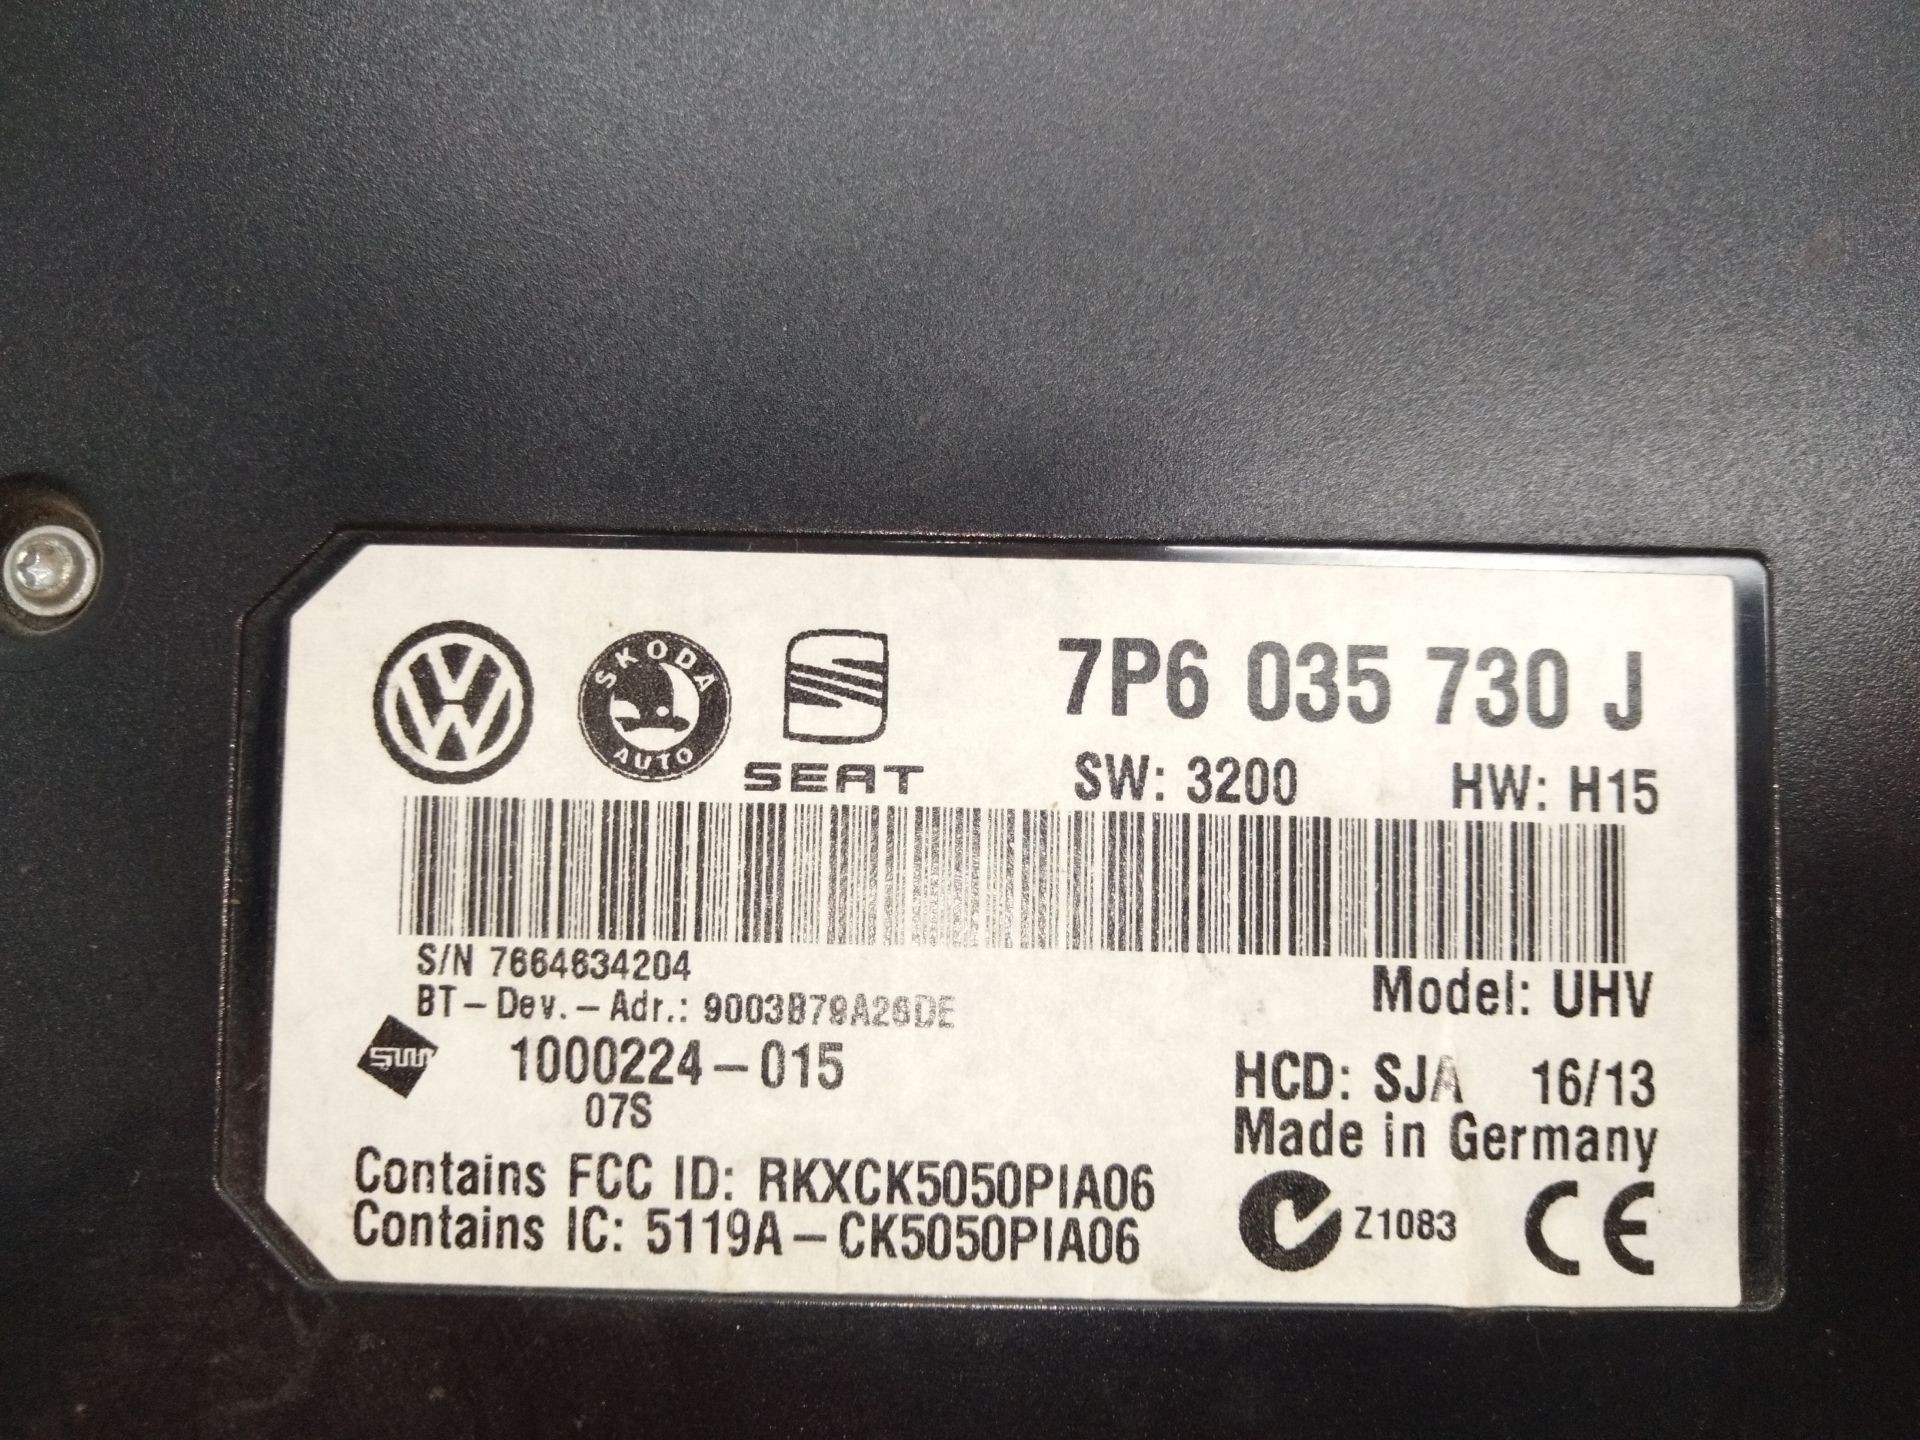 ŠKODA
AUTO
SEAT
7P6 035 730 J
SW: 3200 HW: H15
S/N 7664634204
BT-Dev.-Adr.: 9003B79A26DE
Model: UHV
1000224-015
07S
HCD: SJA 16/13
Made in Germany
Contains FCC ID: RKXCK5050PIA06
Contains IC: 5119A-CK5050PIA06
Z1083
CE